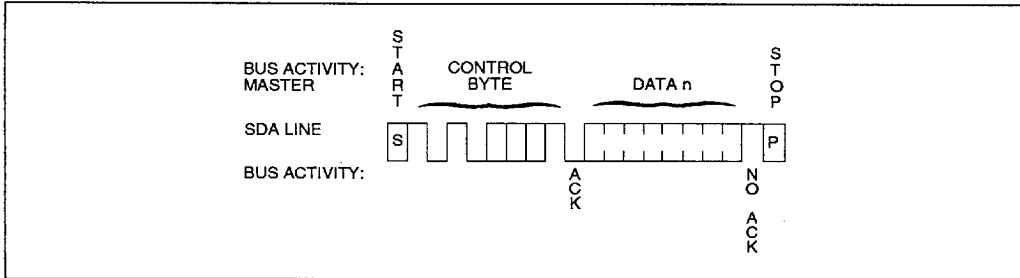 BUS ACTIVITY:
MASTER
START
CONTROL
BYTE
DATA n
STOP
SDA LINE
S
P
BUS ACTIVITY:
ACK
NO ACK